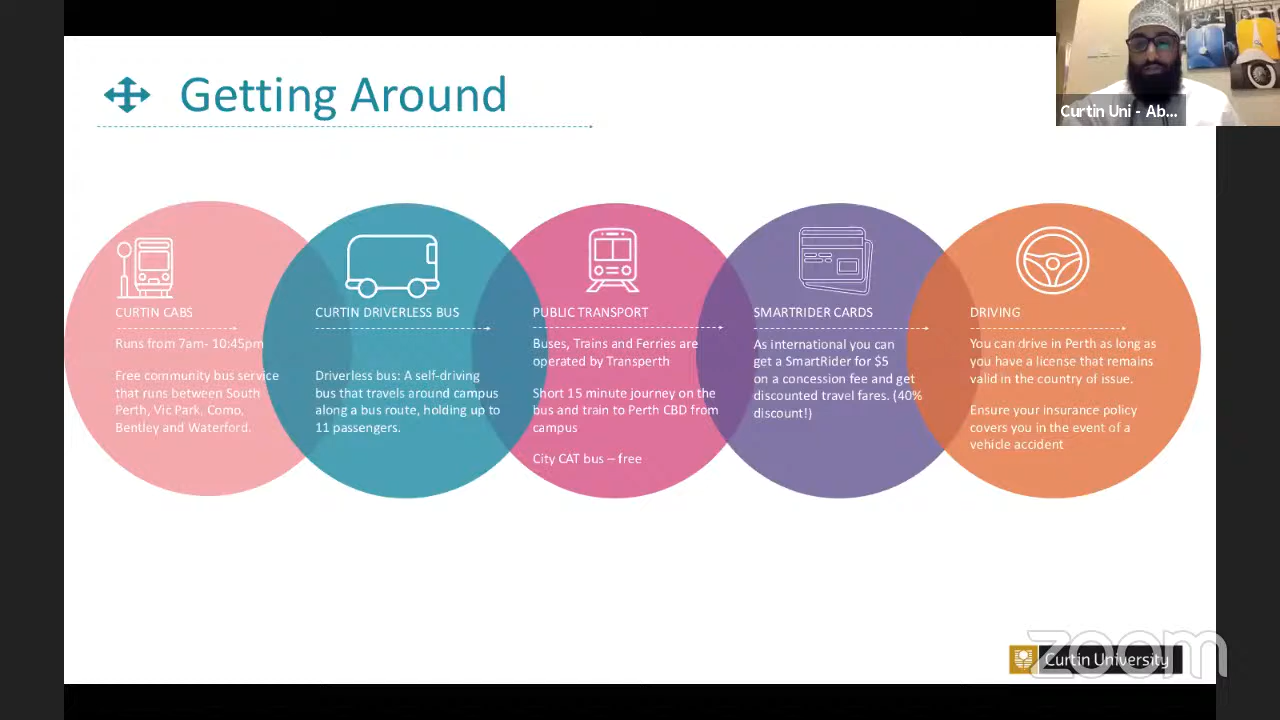 Getting Around
Curtin Uni - Ab...
CURTIN CABS
Runs from 7am- 10:45pm
Free community bus service
that runs between South
Perth, Vic Park, Como,
Bentley and Waterford.
CURTIN DRIVERLESS BUS
Driverless bus: A self-driving
bus that travels around campus
along a bus route, holding up to
11 passengers.
PUBLIC TRANSPORT
Buses, Trains and Ferries are
operated by Transperth
Short 15 minute journey on the
bus and train to Perth CBD from
campus
City CAT bus – free
SMARTRIDER CARDS
As international you can
get a SmartRider for $5
on a concession fee and get
discounted travel fares. (40%
discount!)
DRIVING
You can drive in Perth as long as
you have a license that remains
valid in the country of issue.
Ensure your insurance policy
covers you in the event of a
vehicle accident
Curtin University
zoom